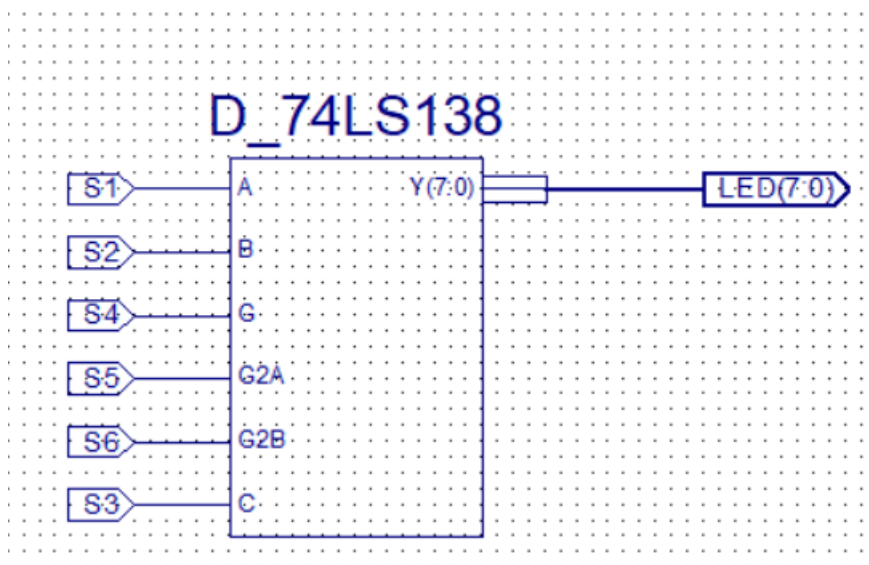 D_74LS138
S1 A Y(7:0) LED(7:0)
S2 B
S4 G
S5 G2A
S6 G2B
S3 C